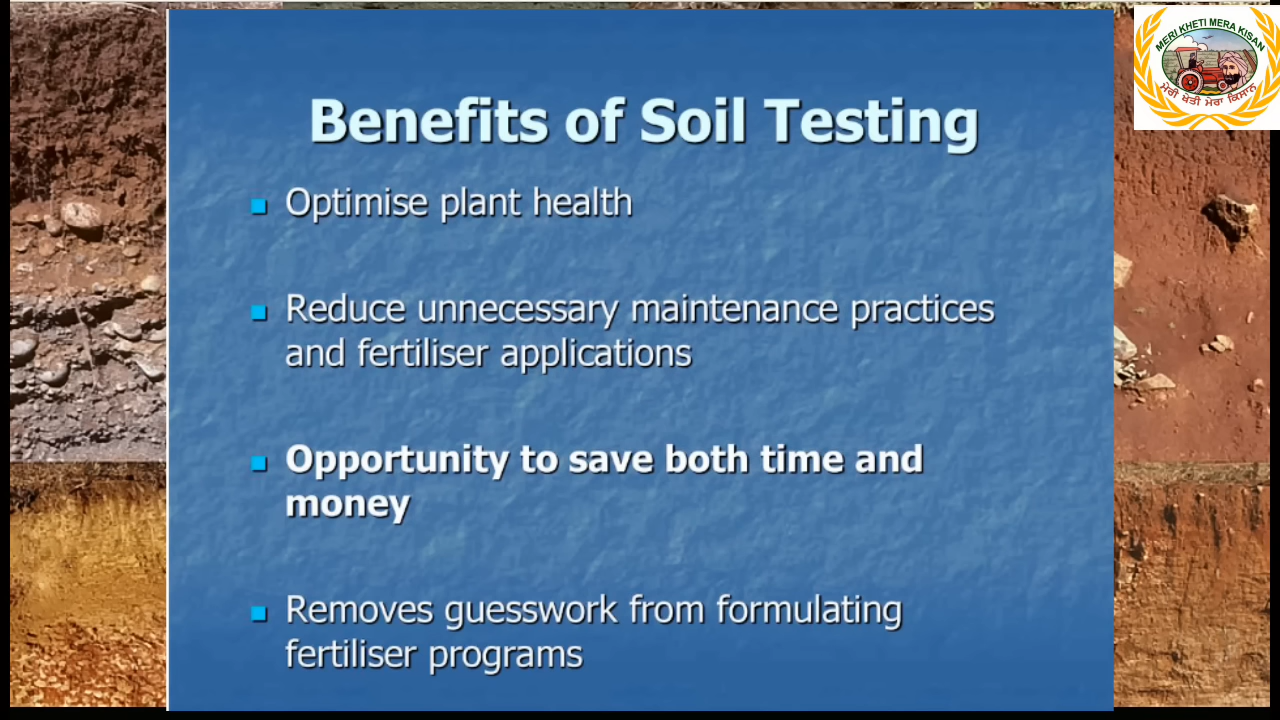 MERI KHETI MERA KISAN
ਮੇਰੀ ਖੇਤੀ ਮੇਰਾ ਕਿਸਾਨ
Benefits of Soil Testing
Optimise plant health
Reduce unnecessary maintenance practices
and fertiliser applications
Opportunity to save both time and
money
Removes guesswork from formulating
fertiliser programs